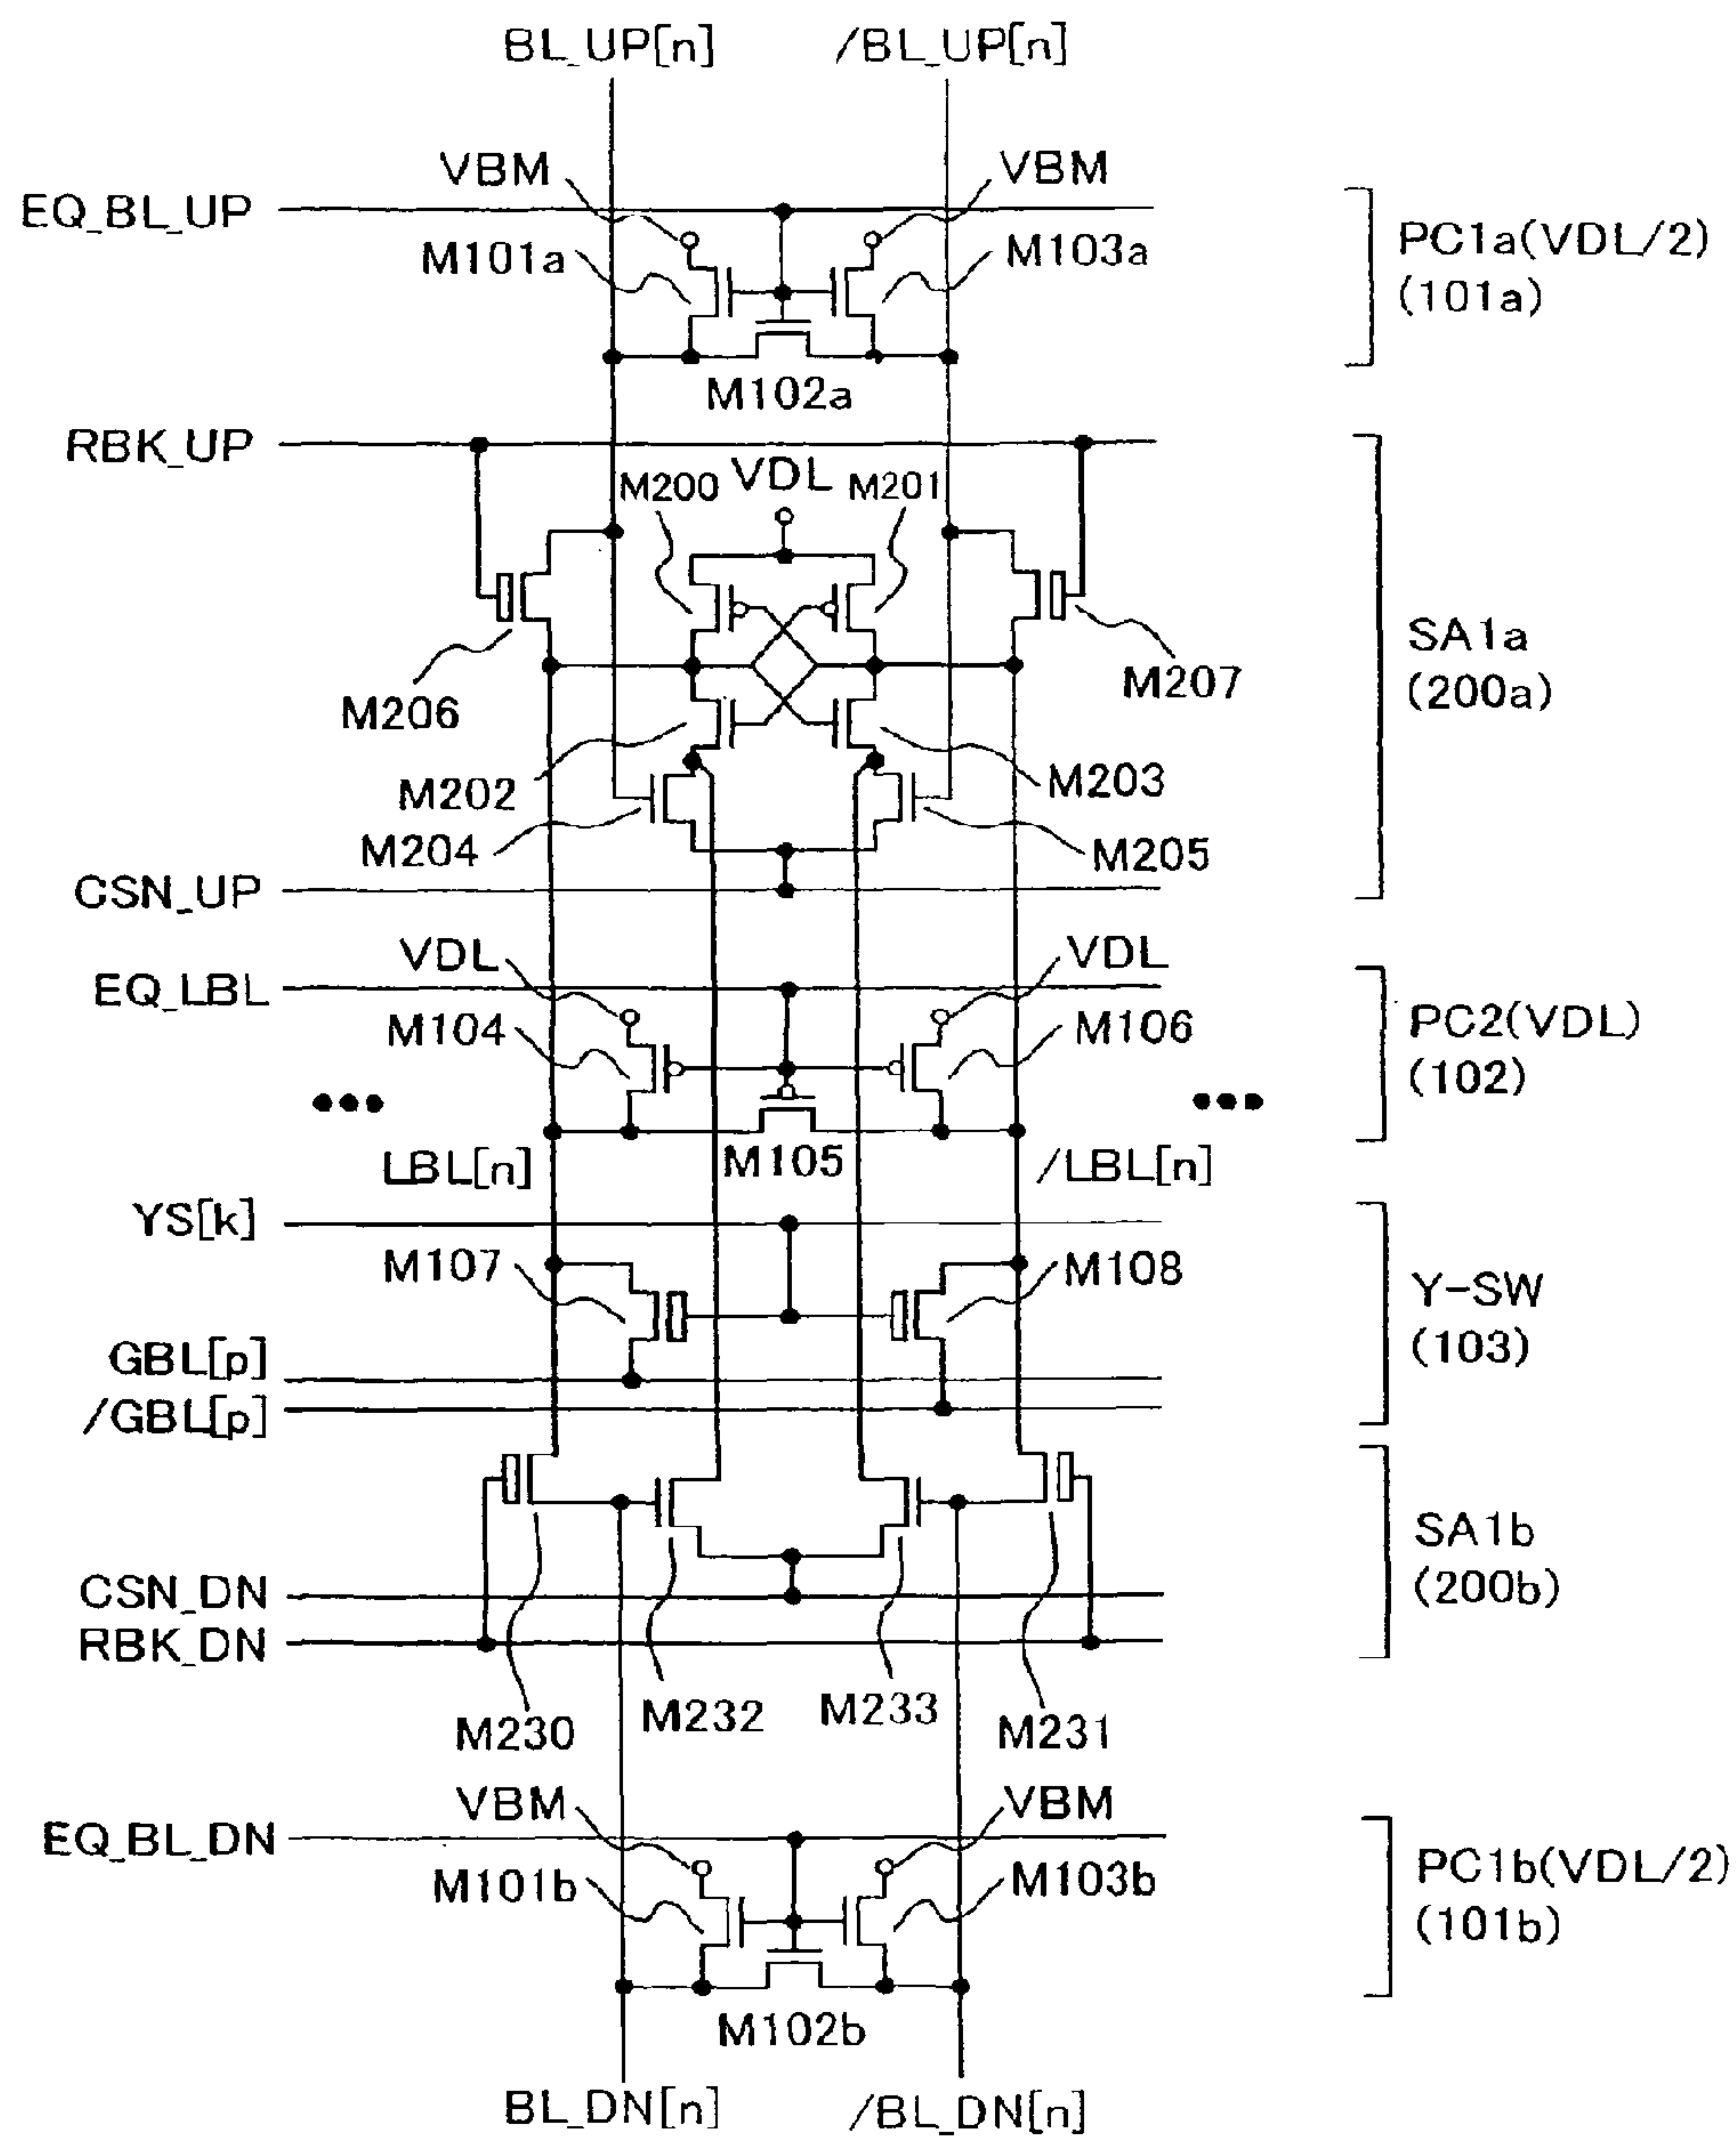 BL_UP[n] /BL_UP[n]
VBM VBM
EQ_BL_UP
M101a M103a
PC1a(VDL/2)
(101a)
M102a
RBK_UP
M200 VDL M201
SA1a
(200a)
M206 M207
M202 M203
M204 M205
CSN_UP
VDL VDL
EQ_LBL
M104 M106
PC2(VDL)
(102)
LBL[n] M105 /LBL[n]
YS[k]
M107 M108
Y-SW
(103)
GBL[p]
/GBL[p]
SA1b
(200b)
CSN_DN
RBK_DN
M230 M232 M233 M231
VBM VBM
EQ_BL_DN
M101b M103b
PC1b(VDL/2)
(101b)
M102b
BL_DN[n] /BL_DN[n]